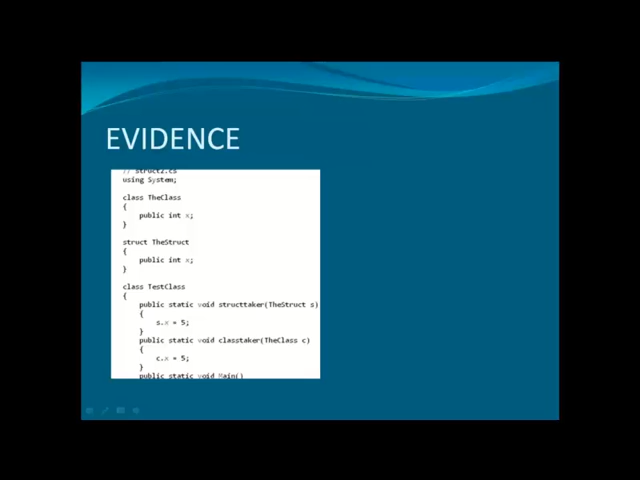 EVIDENCE
// struct2.cs
using System;
class TheClass
{
public int x;
}
struct TheStruct
{
public int x;
}
class TestClass
{
public static void structtaker(TheStruct s)
{
s.x = 5;
}
public static void classtaker(TheClass c)
{
c.x = 5;
}
public static void Main()